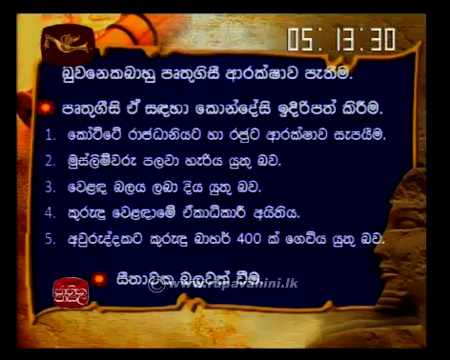 05:13:30
බුවනෙකබාහු පෘතුගිසී ආරක්ෂාව පැතීම.
පෘතුගීසි ඒ සඳහා කොන්දේසි ඉදිරිපත් කිරීම.
1. කෝට්ටේ රාජධානියට හා රජුට ආරක්ෂාව සැපයීම.
2. මුස්ලිම්වරු පලවා හැරිය යුතු බව.
3. වෙළඳ බලය ලබා දිය යුතු බව.
4. කුරුඳු වෙළඳාමේ ඒකාධිකාරී අයිතිය.
5. අවුරුද්දකට කුරුඳු බාහර් 400 ක් ගෙවිය යුතු බව.
සීතාවක බලවත් වීම
© www.rupavahini.lk